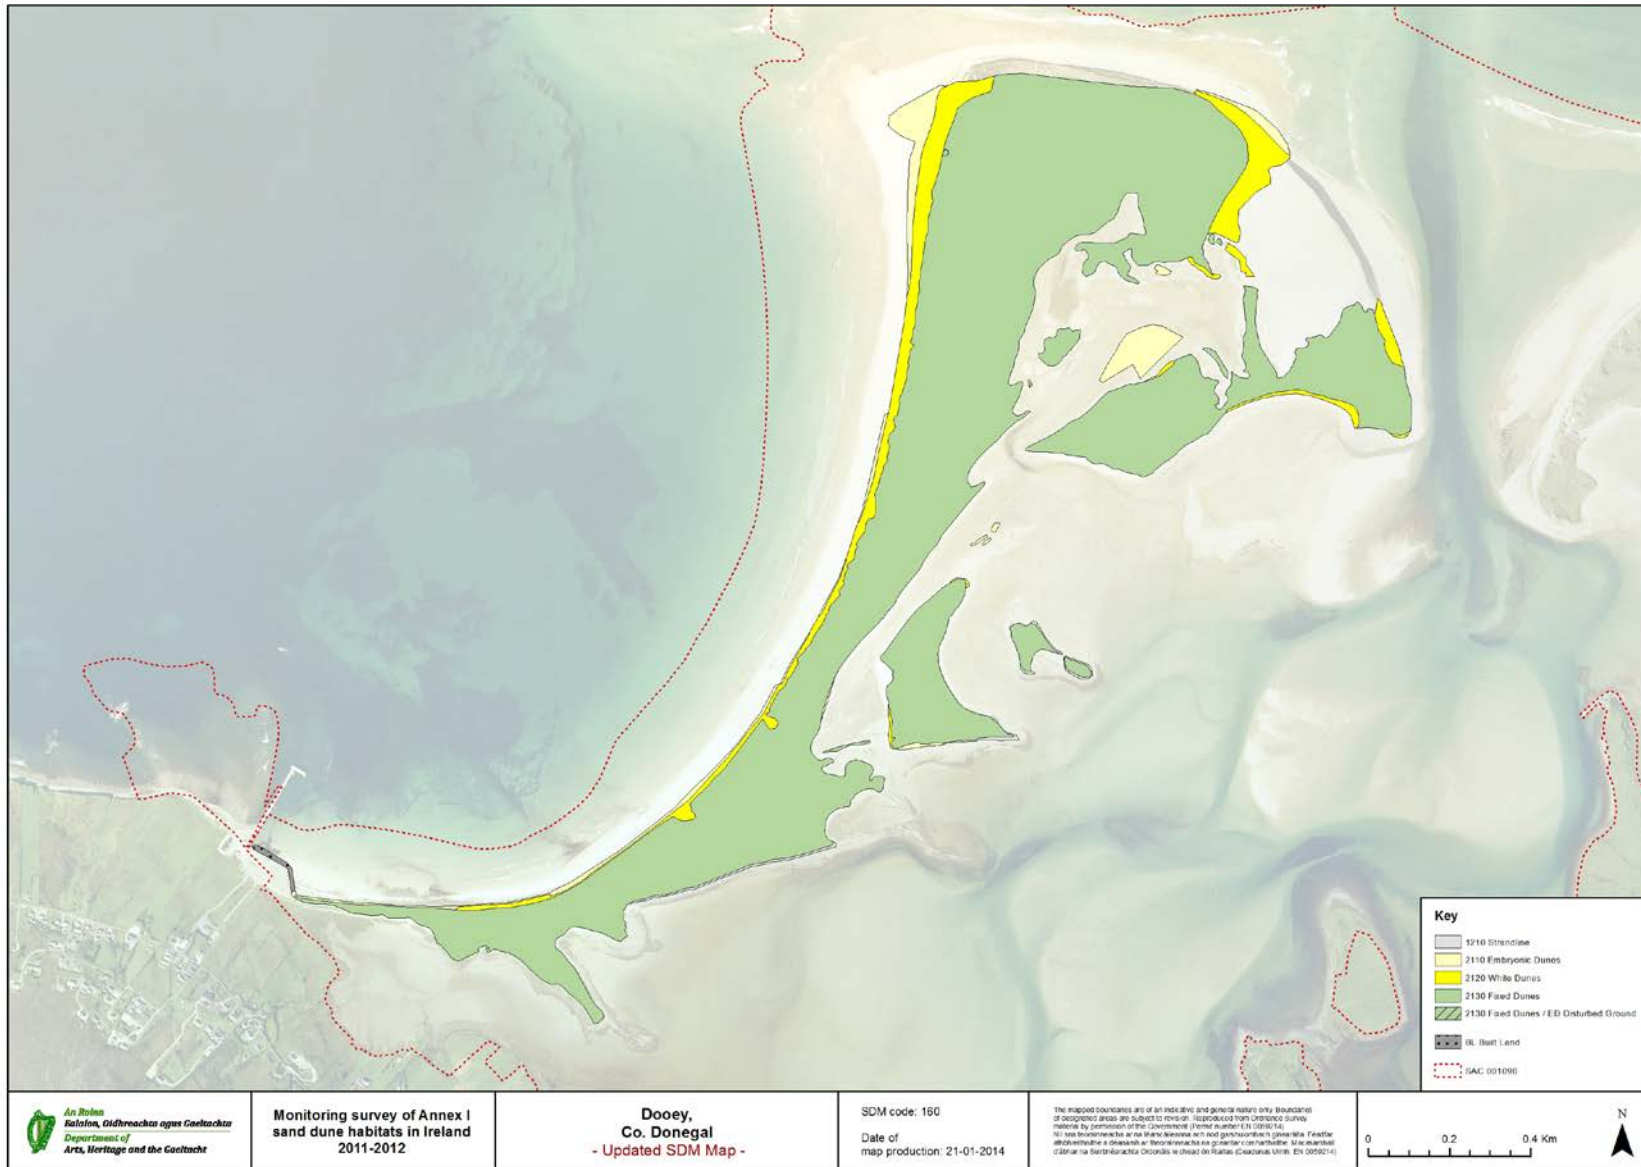 Key
1210 Strandline
2110 Embryonic Dunes
2120 White Dunes
2130 Fixed Dunes
2130 Fixed Dunes / ED Disturbed Ground
BL Built Land
SAC 001090
An Roinn
Ealaíon, Oidhreachta agus Gaeltachta
Department of
Arts, Heritage and the Gaeltacht
Monitoring survey of Annex I
sand dune habitats in Ireland
2011-2012
Dooey,
Co. Donegal
- Updated SDM Map -
SDM code: 160
Date of
map production: 21-01-2014
The mapped boundaries are of an indicative and general nature only. Boundaries
of designated areas are subject to revision. Reproduced from Ordnance Survey
material by permission of the Government (Permit number EN 0059214)
N
0 0.2 0.4 Km